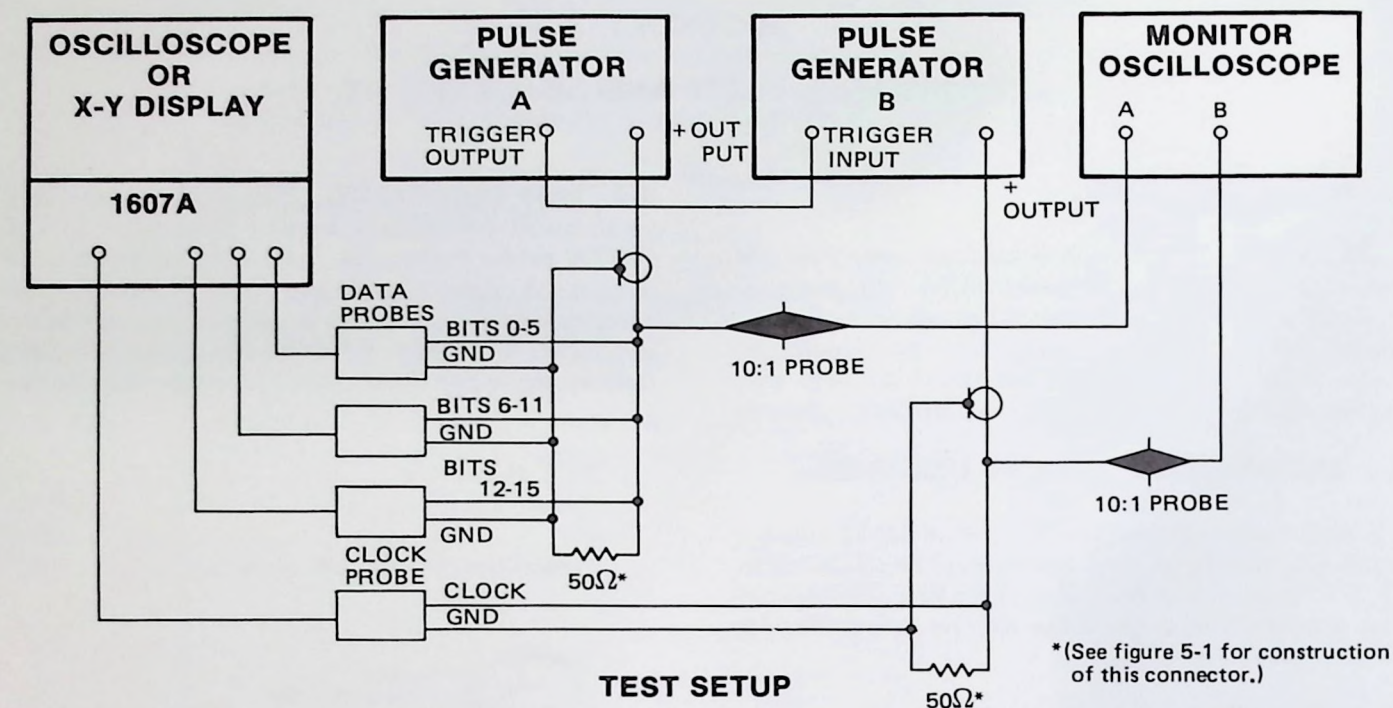 OSCILLOSCOPE
OR
X-Y DISPLAY
1607A
PULSE
GENERATOR
A
TRIGGER
OUTPUT
+ OUT
PUT
PULSE
GENERATOR
B
TRIGGER
INPUT
+
OUTPUT
MONITOR
OSCILLOSCOPE
A
B
DATA
PROBES
BITS 0-5
GND
10:1 PROBE
BITS 6-11
GND
BITS
12-15
GND
10:1 PROBE
50Ω*
CLOCK
PROBE
CLOCK
GND
50Ω*
*(See figure 5-1 for construction
of this connector.)
TEST SETUP